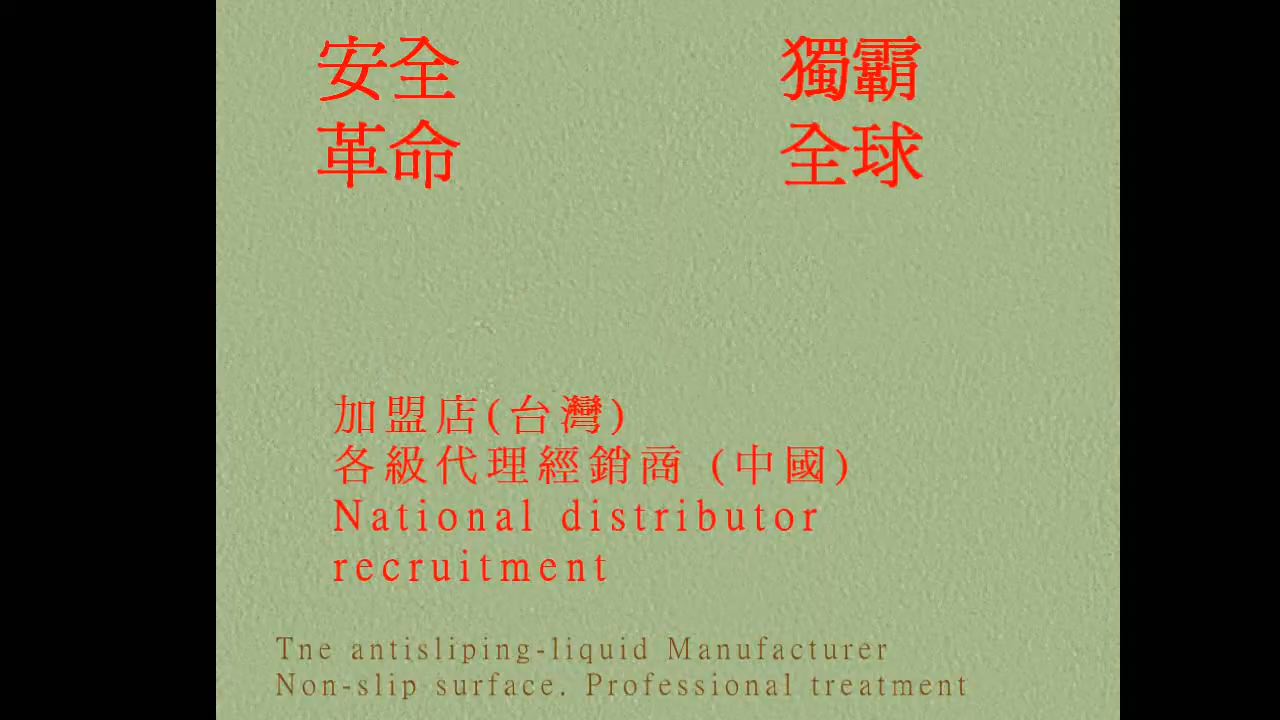 安全
革命
獨霸
全球
加盟店(台灣)
各級代理經銷商 (中國)
National distributor
recruitment
Tne antisliping-liquid Manufacturer
Non-slip surface. Professional treatment